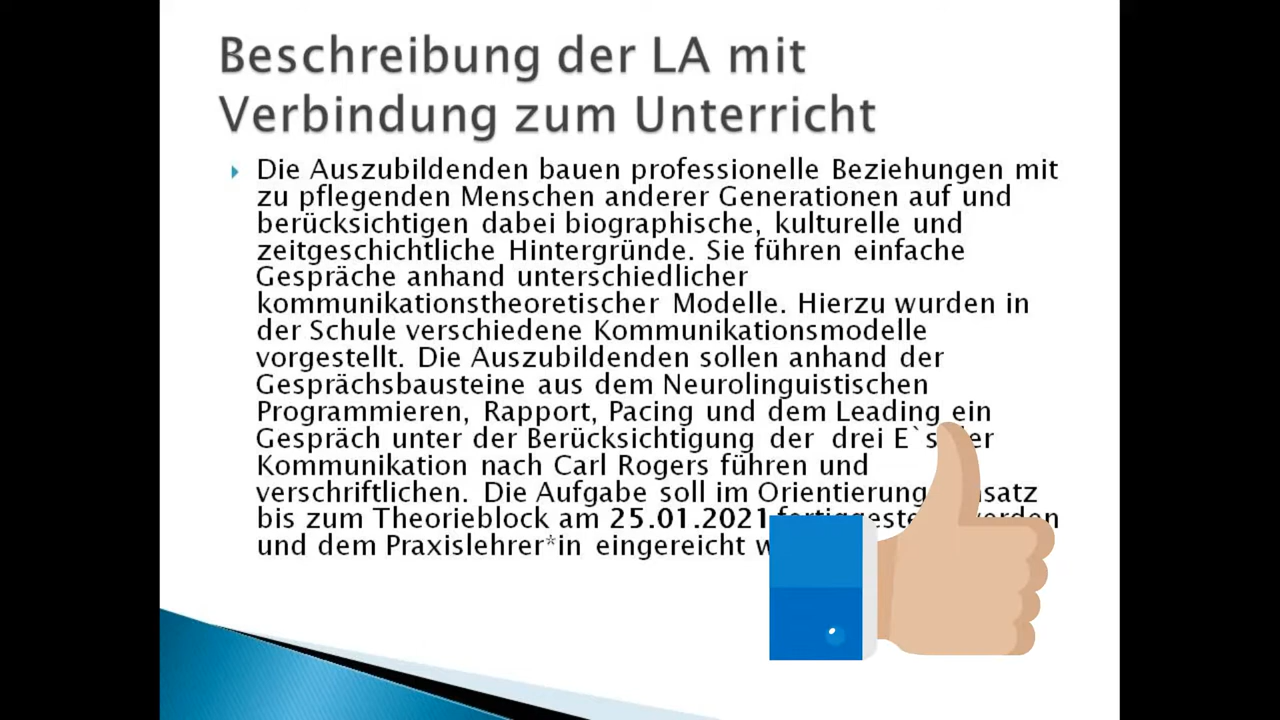 Beschreibung der LA mit
Verbindung zum Unterricht
Die Auszubildenden bauen professionelle Beziehungen mit
zu pflegenden Menschen anderer Generationen auf und
berücksichtigen dabei biographische, kulturelle und
zeitgeschichtliche Hintergründe. Sie führen einfache
Gespräche anhand unterschiedlicher
kommunikationstheoretischer Modelle. Hierzu wurden in
der Schule verschiedene Kommunikationsmodelle
vorgestellt. Die Auszubildenden sollen anhand der
Gesprächsbausteine aus dem Neurolinguistischen
Programmieren, Rapport, Pacing und dem Leading ein
Gespräch unter der Berücksichtigung der drei E`s der
Kommunikation nach Carl Rogers führen und
verschriftlichen. Die Aufgabe soll im
bis zum Theorieblock am 25.01.2021
und dem Praxislehrer*in eingereicht